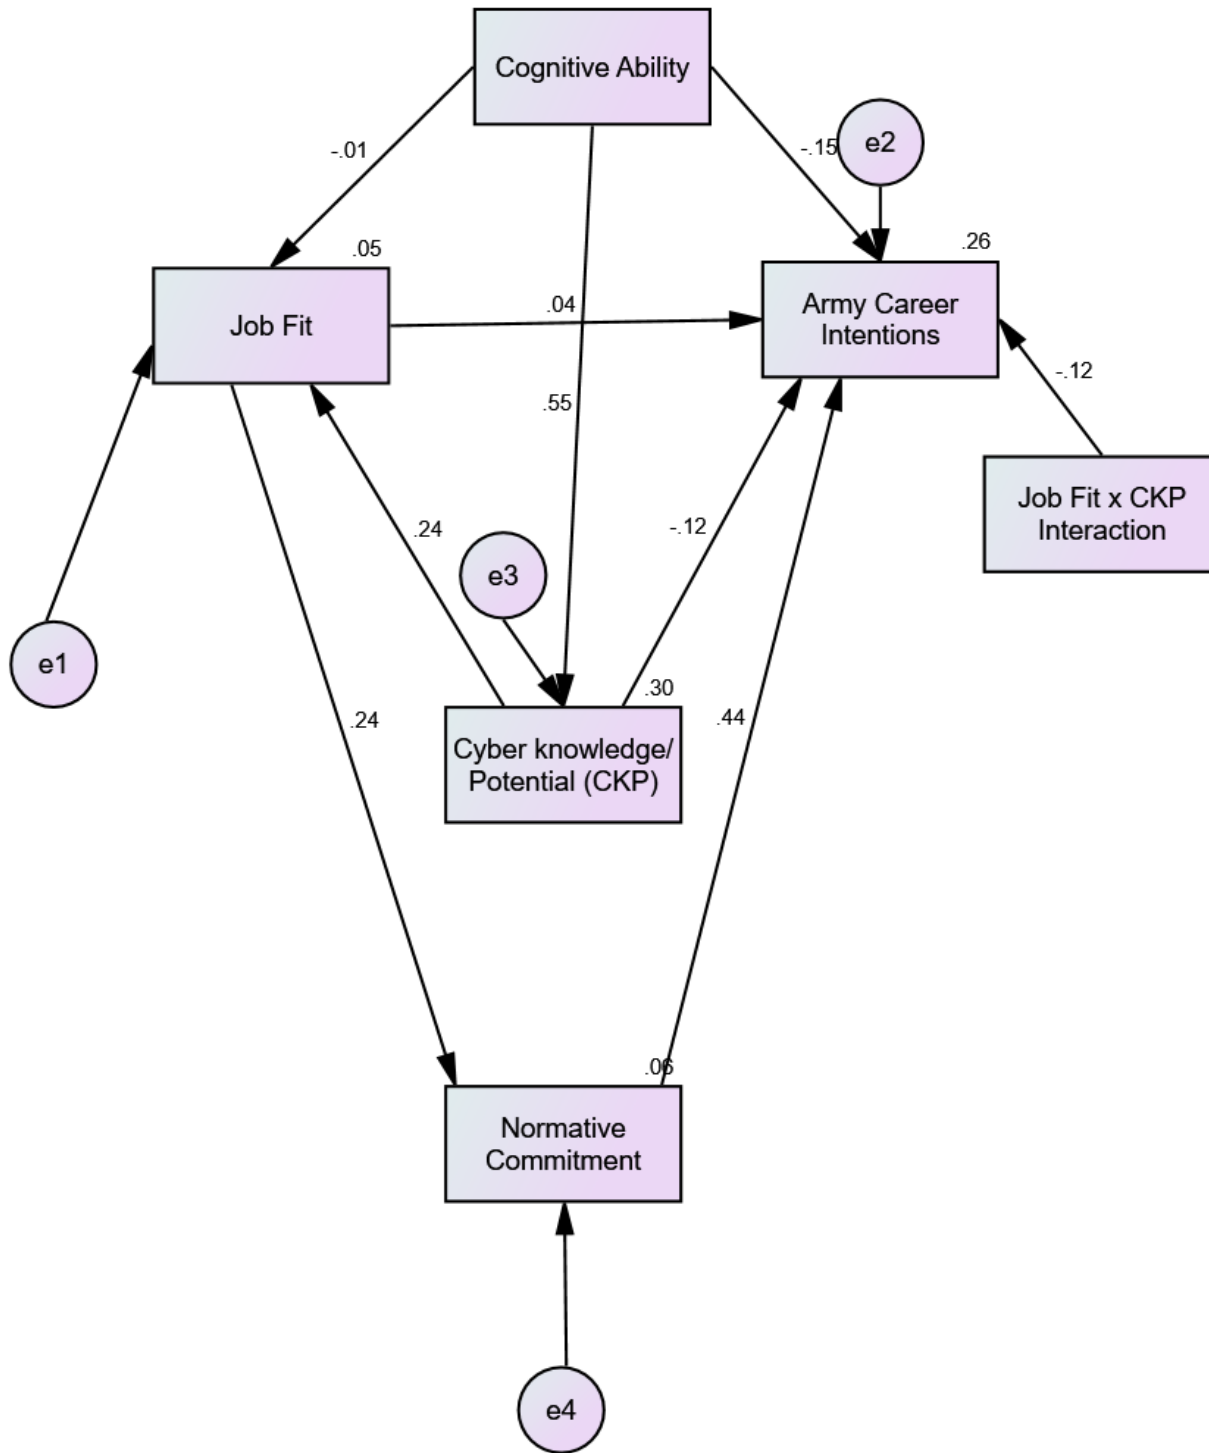 Cognitive Ability
-.01
-.15
e2
.05
.26
Job Fit
.04
Army Career
Intentions
-.12
.55
Job Fit x CKP
Interaction
.24
-.12
e3
e1
.30
.24
.44
Cyber knowledge/
Potential (CKP)
.06
Normative
Commitment
e4